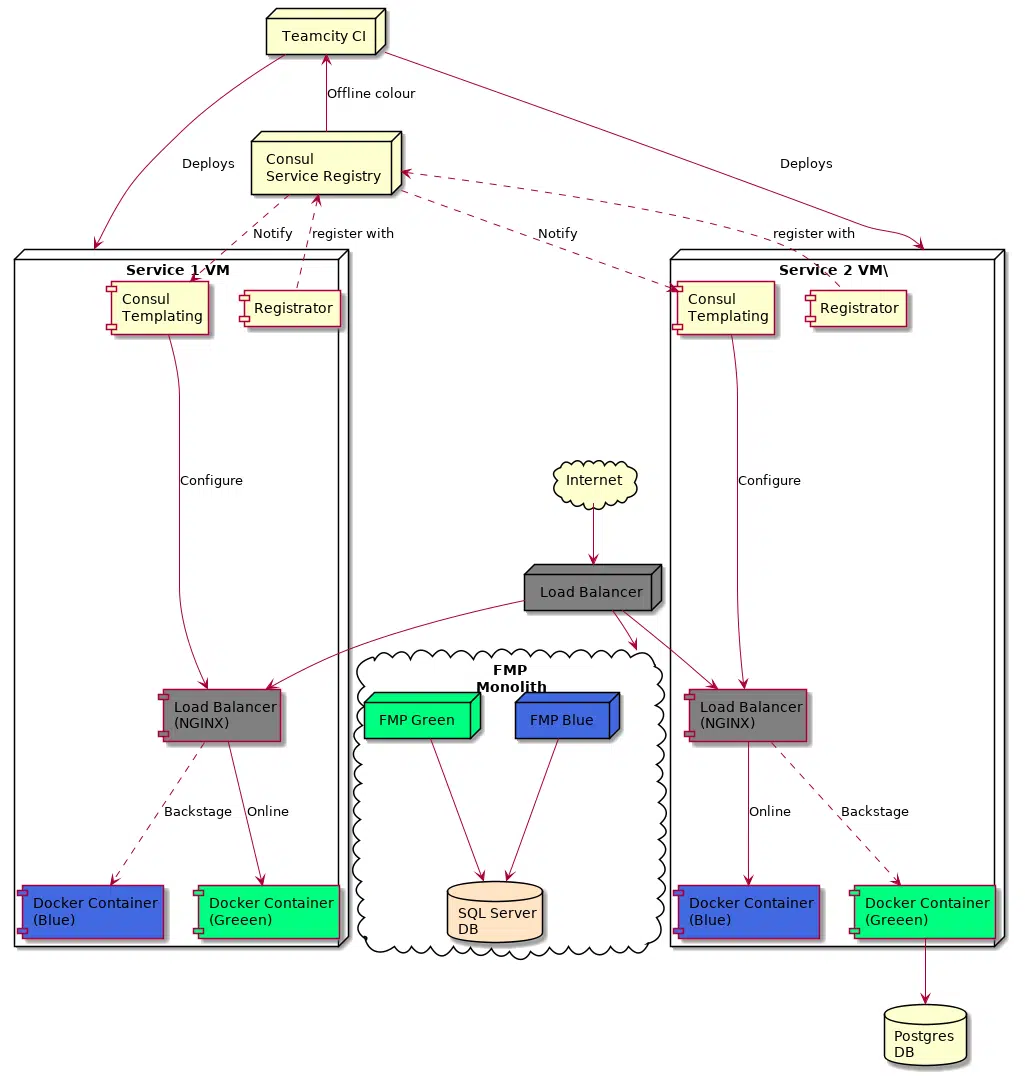 Teamcity CI
Offline colour
Deploys
Deploys
Consul
Service Registry
Notify
register with
Notify
register with
Service 1 VM
Service 2 VM\
Consul
Templating
Registrator
Consul
Templating
Registrator
Configure
Internet
Configure
Load Balancer
FMP
Monolith
Load Balancer
(NGINX)
FMP Green
FMP Blue
Load Balancer
(NGINX)
Backstage
Online
Online
Backstage
Docker Container
(Blue)
Docker Container
(Greeen)
SQL Server
DB
Docker Container
(Blue)
Docker Container
(Greeen)
Postgres
DB